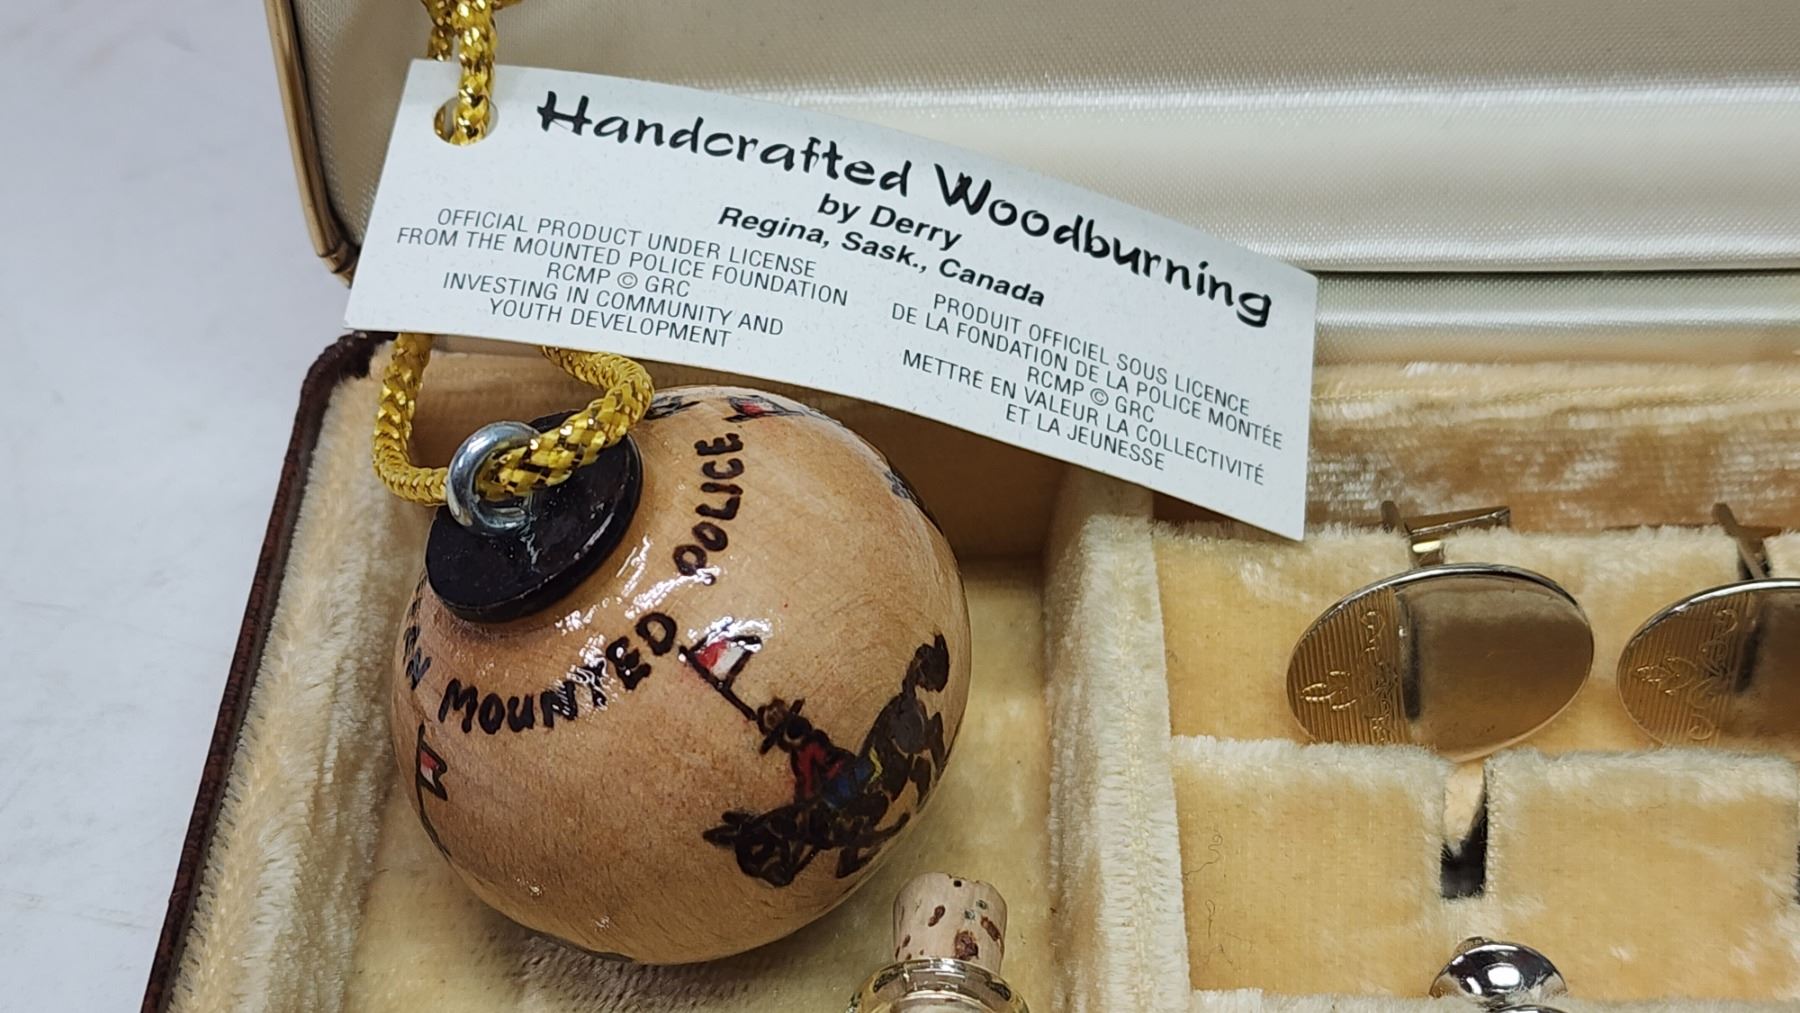 Handcrafted Woodburning
by Derry
Regina, Sask., Canada
OFFICIAL PRODUCT UNDER LICENSE
FROM THE MOUNTED POLICE FOUNDATION
RCMP © GRC
INVESTING IN COMMUNITY AND
YOUTH DEVELOPMENT
PRODUIT OFFICIEL SOUS LICENCE
DE LA FONDATION DE LA POLICE MONTÉE
RCMP © GRC
METTRE EN VALEUR LA COLLECTIVITÉ
ET LA JEUNESSE
MOUNTED POLICE